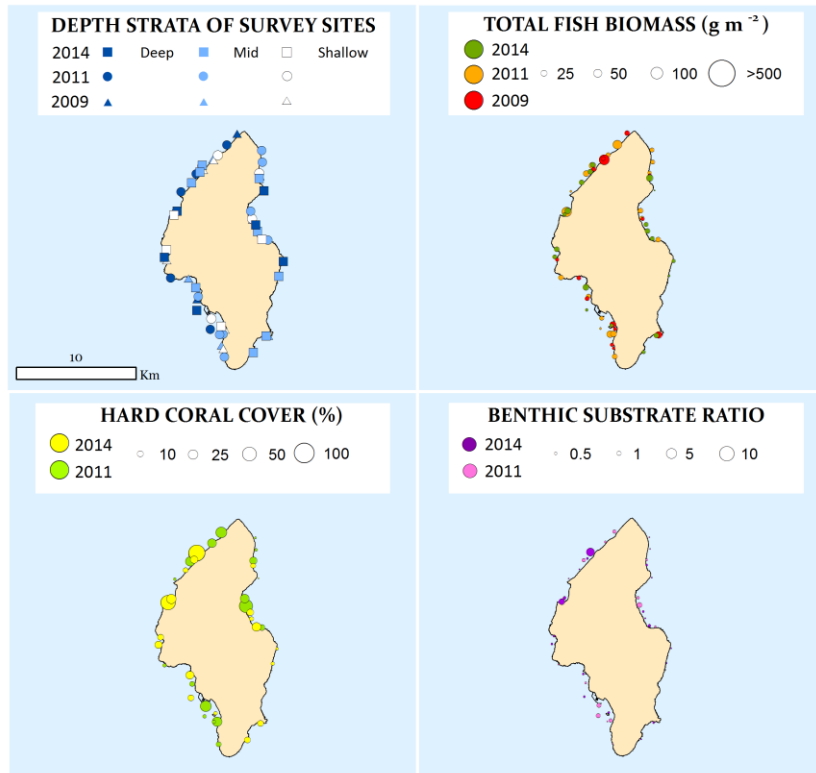 DEPTH STRATA OF SURVEY SITES
2014 Deep Mid Shallow
2011
2009
10
Km
TOTAL FISH BIOMASS (g m ⁻²)
2014
2011 25 50 100 >500
2009
HARD CORAL COVER (%)
2014
2011 10 25 50 100
BENTHIC SUBSTRATE RATIO
2014
2011 0.5 1 5 10